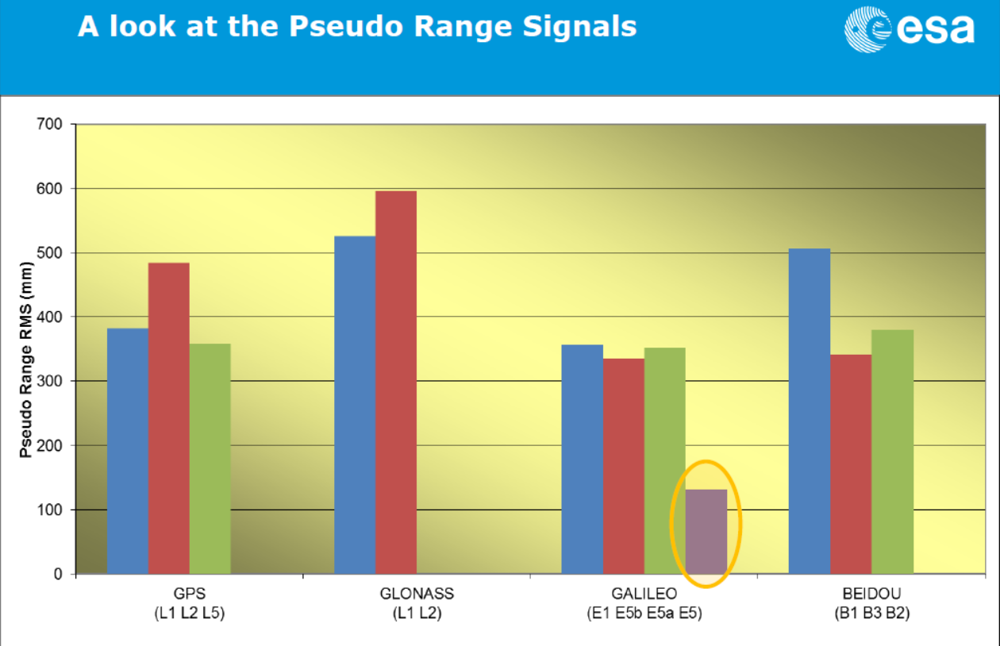 A look at the Pseudo Range Signals
esa
Pseudo Range RMS (mm)
700
600
500
400
300
200
100
0
GPS
(L1 L2 L5)
GLONASS
(L1 L2)
GALILEO
(E1 E5b E5a E5)
BEIDOU
(B1 B3 B2)